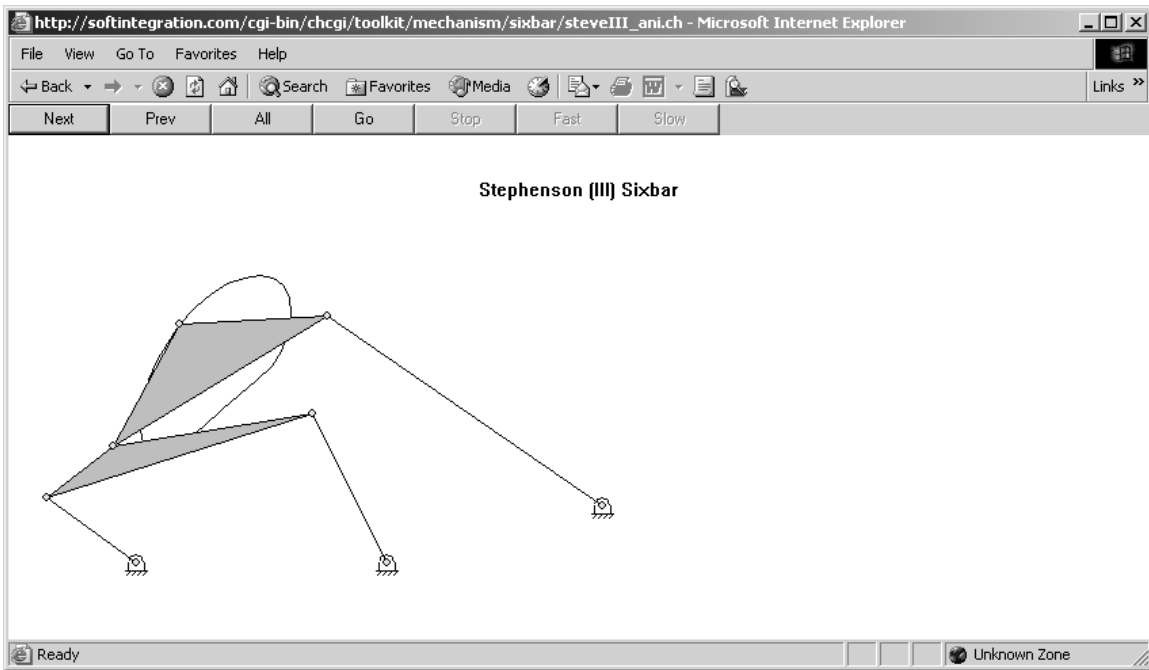 http://softintegration.com/cgi-bin/chcgi/toolkit/mechanism/sixbar/steveIII_ani.ch - Microsoft Internet Explorer
File View Go To Favorites Help
Back Search Favorites Media Links »
Next Prev All Go Stop Fast Slow
Stephenson (III) Sixbar
Ready Unknown Zone